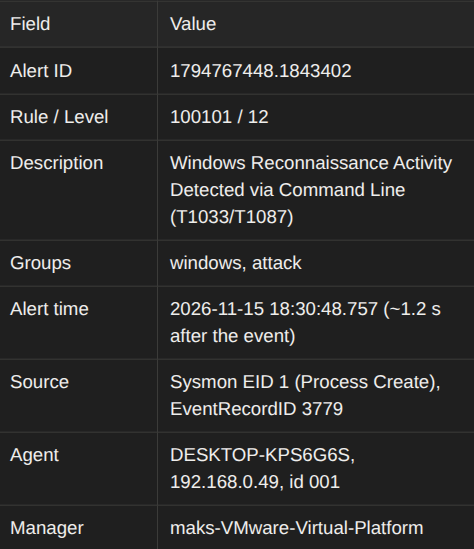 Field Value
Alert ID 1794767448.1843402
Rule / Level 100101 / 12
Description Windows Reconnaissance Activity
Detected via Command Line
(T1033/T1087)
Groups windows, attack
Alert time 2026-11-15 18:30:48.757 (~1.2 s
after the event)
Source Sysmon EID 1 (Process Create),
EventRecordID 3779
Agent DESKTOP-KPS6G6S,
192.168.0.49, id 001
Manager maks-VMware-Virtual-Platform